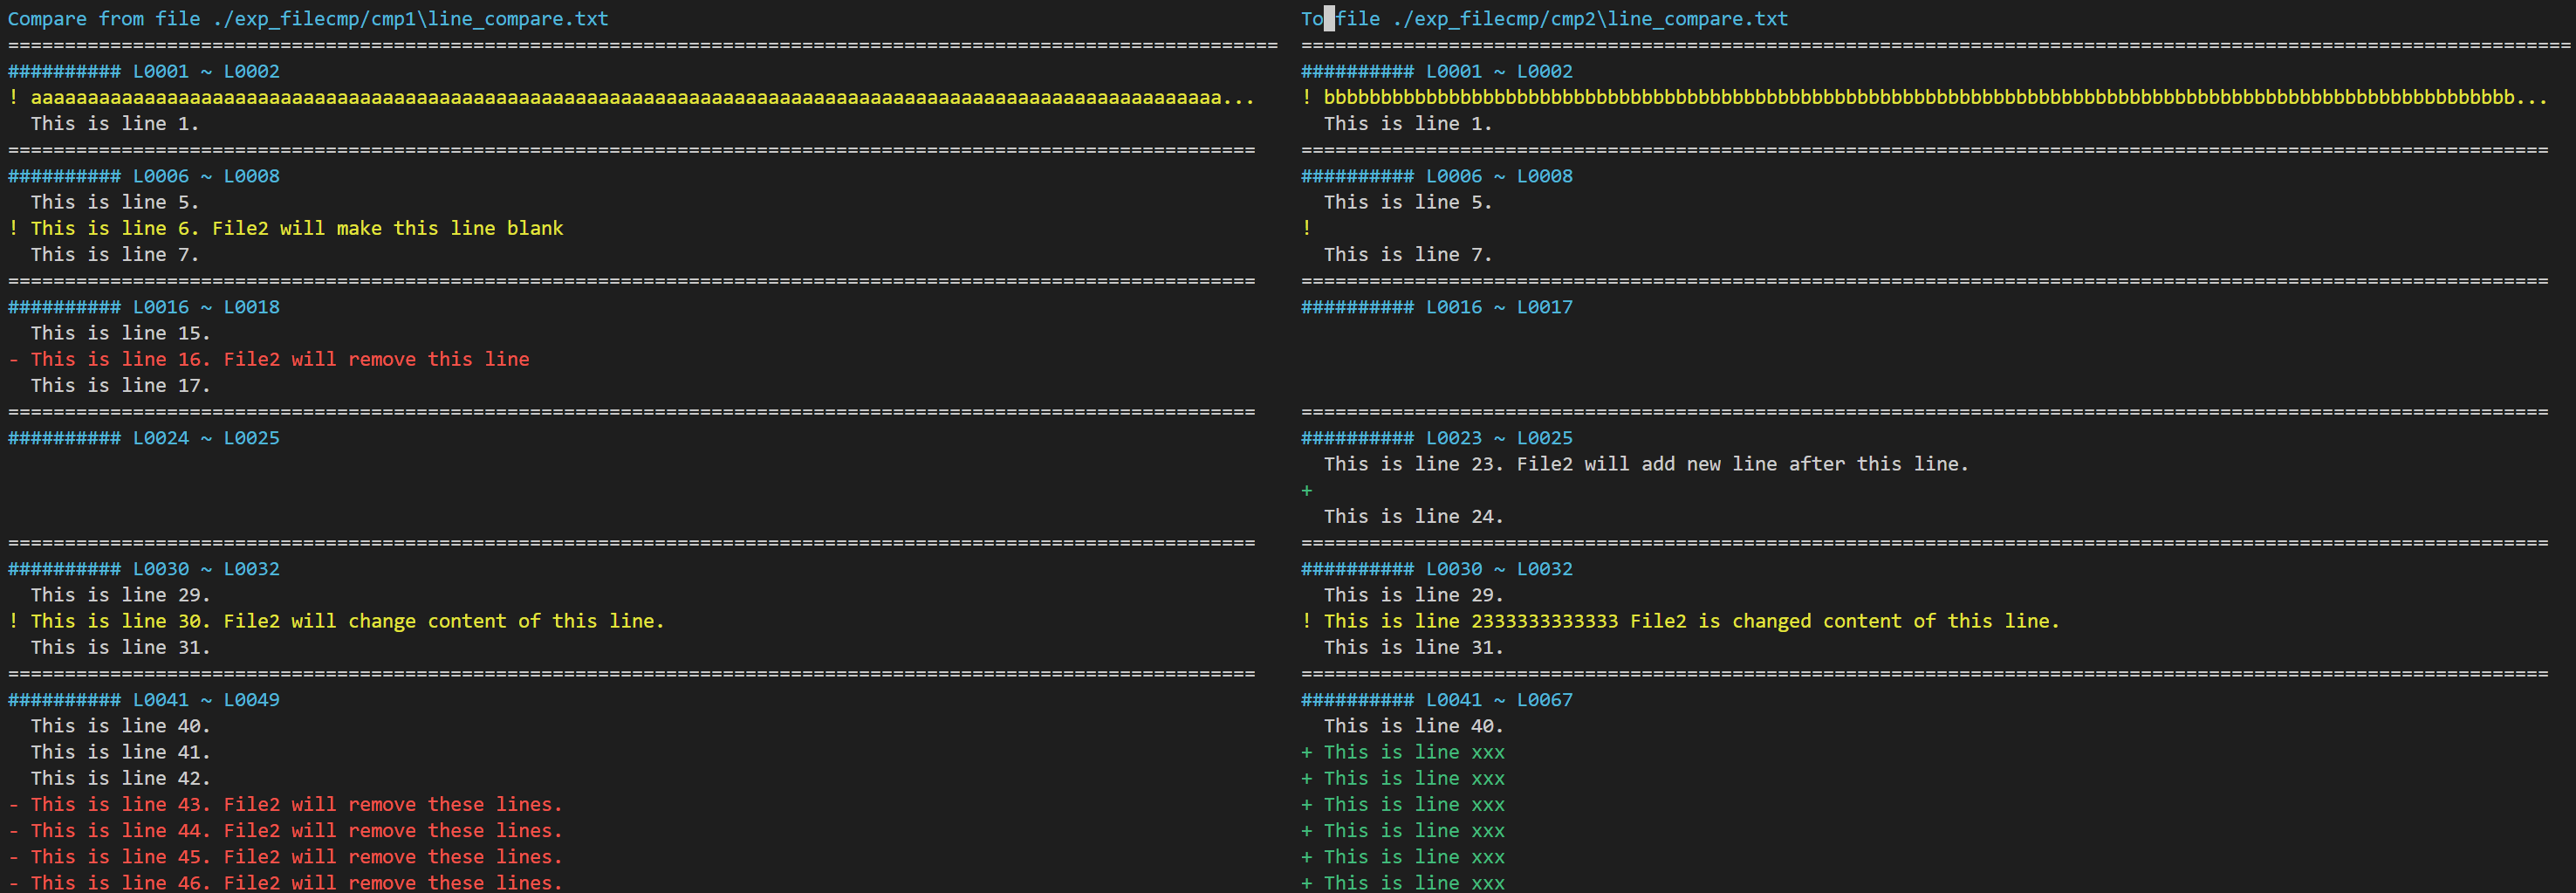 Compare from file ./exp_filecmp/cmp1\line_compare.txt
================================================================================================================
########## L0001 ~ L0002
! aaaaaaaaaaaaaaaaaaaaaaaaaaaaaaaaaaaaaaaaaaaaaaaaaaaaaaaaaaaaaaaaaaaaaaaaaaaaaaaaaaaaaaaaaaaaaaaaaaaaaaaaa...
This is line 1.
==============================================================================================================
########## L0006 ~ L0008
This is line 5.
! This is line 6. File2 will make this line blank
This is line 7.
==============================================================================================================
########## L0016 ~ L0018
This is line 15.
- This is line 16. File2 will remove this line
This is line 17.
==============================================================================================================
########## L0024 ~ L0025
==============================================================================================================
########## L0030 ~ L0032
This is line 29.
! This is line 30. File2 will change content of this line.
This is line 31.
==============================================================================================================
########## L0041 ~ L0049
This is line 40.
This is line 41.
This is line 42.
- This is line 43. File2 will remove these lines.
- This is line 44. File2 will remove these lines.
- This is line 45. File2 will remove these lines.
- This is line 46. File2 will remove these lines.
To file ./exp_filecmp/cmp2\line_compare.txt
================================================================================================================
########## L0001 ~ L0002
! bbbbbbbbbbbbbbbbbbbbbbbbbbbbbbbbbbbbbbbbbbbbbbbbbbbbbbbbbbbbbbbbbbbbbbbbbbbbbbbbbbbbbbbbbbbbbbbbbbbbbbbbb...
This is line 1.
==============================================================================================================
########## L0006 ~ L0008
This is line 5.
!
This is line 7.
==============================================================================================================
########## L0016 ~ L0017
==============================================================================================================
########## L0023 ~ L0025
This is line 23. File2 will add new line after this line.
+
This is line 24.
==============================================================================================================
########## L0030 ~ L0032
This is line 29.
! This is line 2333333333333 File2 is changed content of this line.
This is line 31.
==============================================================================================================
########## L0041 ~ L0067
This is line 40.
+ This is line xxx
+ This is line xxx
+ This is line xxx
+ This is line xxx
+ This is line xxx
+ This is line xxx